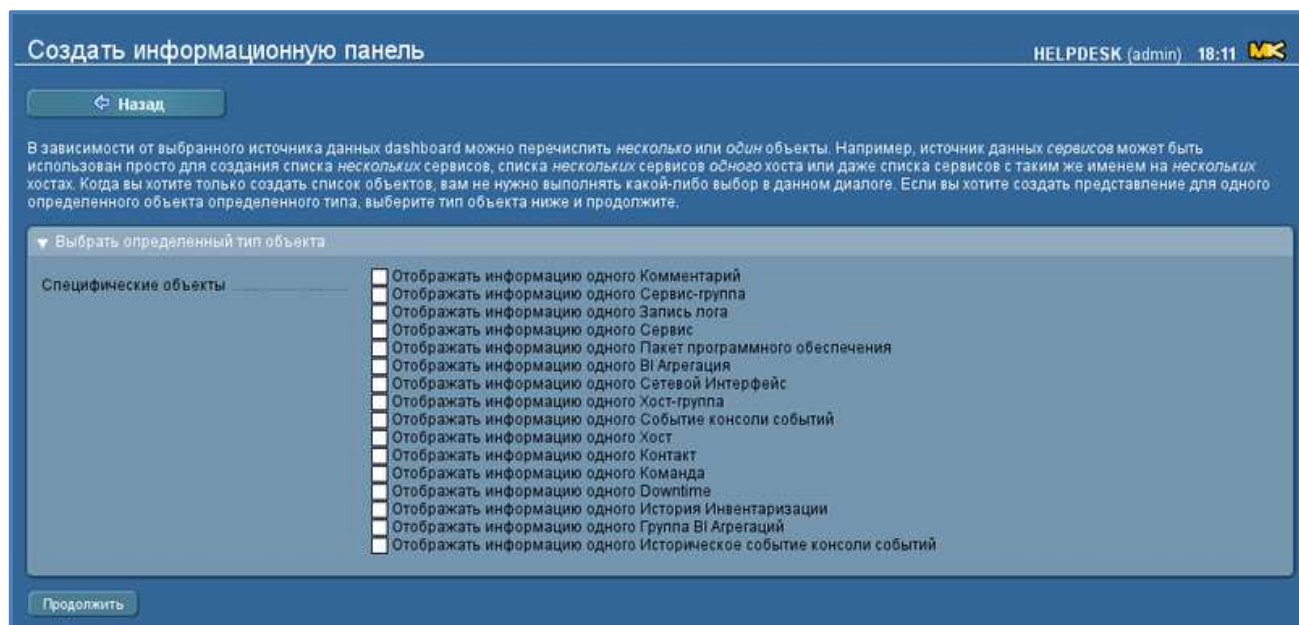 Создать информационную панель
HELPDESK (admin) 18:11 MK
Назад
В зависимости от выбранного источника данных dashboard можно перечислить несколько или один объекты. Например, источник данных сервисов может быть
использован просто для создания списка нескольких сервисов, списка нескольких сервисов одного хоста или даже списка сервисов с таким же именем на нескольких
хостах. Когда вы хотите только создать список объектов, вам не нужно выполнять какой-либо выбор в данном диалоге. Если вы хотите создать представление для одного
определенного объекта определенного типа, выберите тип объекта ниже и продолжите.
Выбрать определенный тип объекта
Специфические объекты
Отображать информацию одного Комментарий
Отображать информацию одного Сервис-группа
Отображать информацию одного Запись лога
Отображать информацию одного Сервис
Отображать информацию одного Пакет программного обеспечения
Отображать информацию одного BI Агрегация
Отображать информацию одного Сетевой Интерфейс
Отображать информацию одного Хост-группа
Отображать информацию одного Событие консоли событий
Отображать информацию одного Хост
Отображать информацию одного Контакт
Отображать информацию одного Команда
Отображать информацию одного Downtime
Отображать информацию одного История Инвентаризации
Отображать информацию одного Группа BI Агрегаций
Отображать информацию одного Историческое событие консоли событий
Продолжить